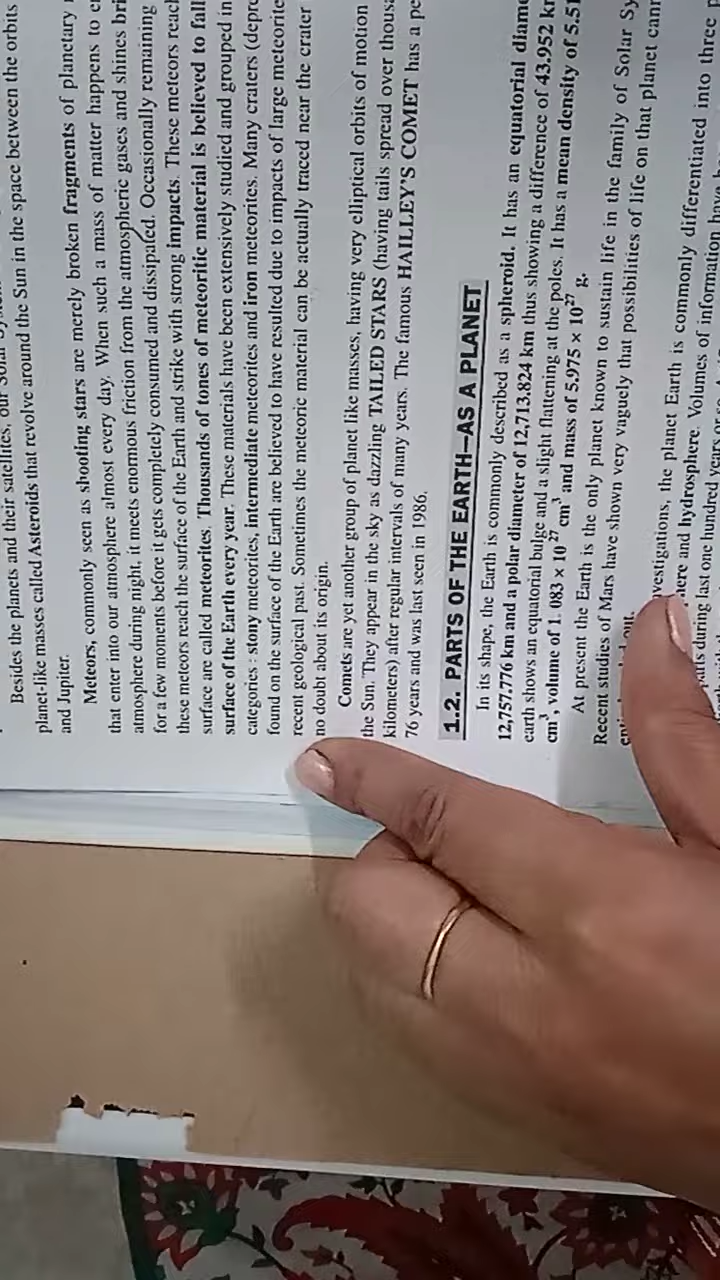 Besides the planets and their satellites, our Solar
planet-like masses called Asteroids that revolve around the Sun in the space between the orbits
and Jupiter.
Meteors, commonly seen as shooting stars are merely broken fragments of planetary
that enter into our atmosphere almost every day. When such a mass of matter happens to
atmosphere during night, it meets enormous friction from the atmospheric gases and shines
for a few moments before it gets completely consumed and dissipated. Occasionally remaining
these meteors reach the surface of the Earth and strike with strong impacts. These meteors
surface are called meteorites. Thousands of tones of meteoritic material is believed to fall
surface of the Earth every year. These materials have been extensively studied and grouped in
categories : stony meteorites, intermediate meteorites and iron meteorites. Many craters
found on the surface of the Earth are believed to have resulted due to impacts of large
recent geological past. Sometimes the meteoric material can be actually traced near the crater
no doubt about its origin.
Comets are yet another group of planet like masses, having very elliptical orbits of motion
the Sun. They appear in the sky as dazzling TAILED STARS (having tails spread over
kilometers) after regular intervals of many years. The famous HAILLEY'S COMET has a
76 years and was last seen in 1986.
1.2. PARTS OF THE EARTH—AS A PLANET
In its shape, the Earth is commonly described as a spheroid. It has an equatorial
12,757.776 km and a polar diameter of 12,713.824 km thus showing a difference of 43.952
earth shows an equatorial bulge and a slight flattening at the poles. It has a mean density of
cm³, volume of 1. 083 × 10²⁷ cm³ and mass of 5.975 × 10²⁷ g.
At present the Earth is the only planet known to sustain life in the family of Solar
Recent studies of Mars have shown very vaguely that possibilities of life on that planet
out.
the planet Earth is commonly differentiated into three
and hydrosphere. Volumes of information have
during last one hundred years or